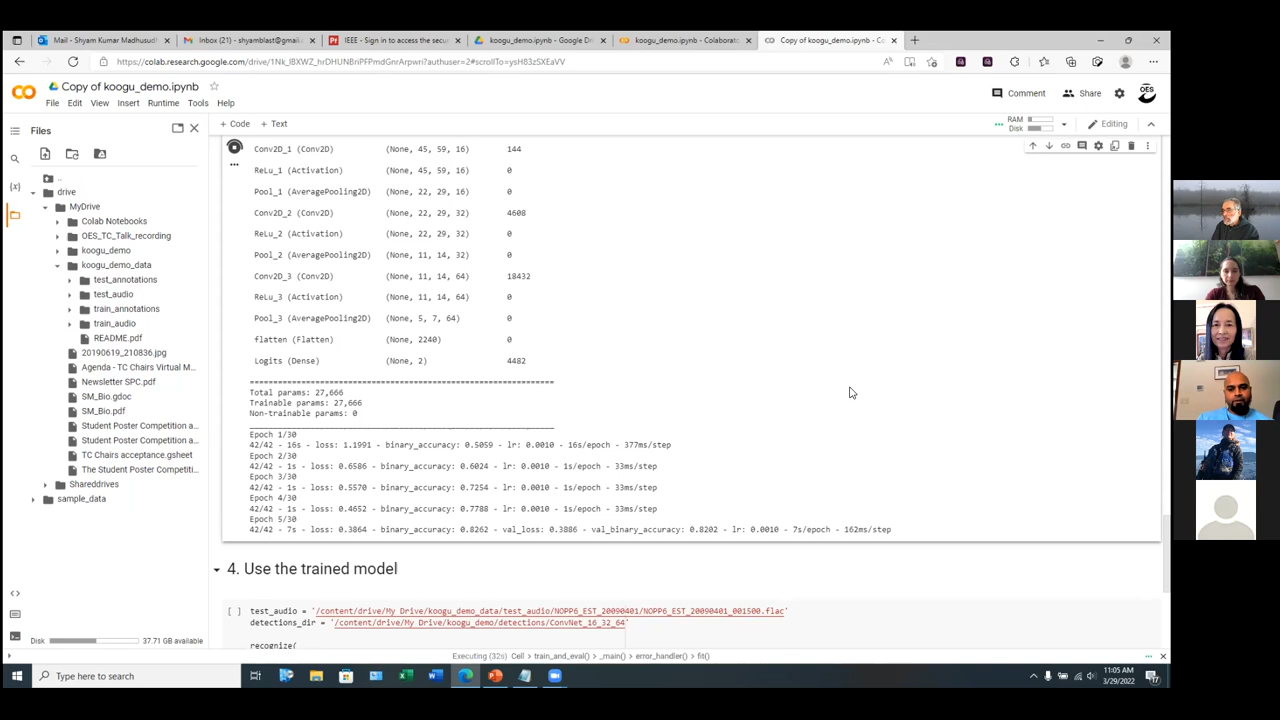 Mail - Shyam Kumar Madhusud
Inbox (1) - shyamblast@gmail.
IEEE - Sign in to access the secur
koogu_demo.ipynb - Google Dri
koogu_demo.ipynb - Colaborato
Copy of koogu_demo.ipynb - Co
Copy of koogu_demo.ipynb
Comment
Share
OES
File Edit View Insert Runtime Tools Help
Files
+ Code + Text
RAM
Disk
Editing
..
drive
MyDrive
Colab Notebooks
OES_TC_Talk_recording
koogu_demo
koogu_demo_data
test_annotations
test_audio
train_annotations
train_audio
README.pdf
20190619_210836.jpg
Agenda - TC Chairs Virtual M...
Newsletter SPC.pdf
SM_Bio.gdoc
SM_Bio.pdf
Student Poster Competition a...
Student Poster Competition a...
TC Chairs acceptance.gsheet
The Student Poster Competiti...
Shareddrives
sample_data
Disk 37.71 GB available
Conv2D_1 (Conv2D) (None, 45, 59, 16) 144
ReLu_1 (Activation) (None, 45, 59, 16) 0
Pool_1 (AveragePooling2D) (None, 22, 29, 16) 0
Conv2D_2 (Conv2D) (None, 22, 29, 32) 4608
ReLu_2 (Activation) (None, 22, 29, 32) 0
Pool_2 (AveragePooling2D) (None, 11, 14, 32) 0
Conv2D_3 (Conv2D) (None, 11, 14, 64) 18432
ReLu_3 (Activation) (None, 11, 14, 64) 0
Pool_3 (AveragePooling2D) (None, 5, 7, 64) 0
flatten (Flatten) (None, 2240) 0
Logits (Dense) (None, 2) 4482
Total params: 27,666
Trainable params: 27,666
Non-trainable params: 0
Epoch 1/30
42/42 - 16s - loss: 1.1991 - binary_accuracy: 0.5059 - lr: 0.0010 - 16s/epoch - 377ms/step
Epoch 2/30
42/42 - 1s - loss: 0.6586 - binary_accuracy: 0.6024 - lr: 0.0010 - 1s/epoch - 33ms/step
Epoch 3/30
42/42 - 1s - loss: 0.5570 - binary_accuracy: 0.7254 - lr: 0.0010 - 1s/epoch - 33ms/step
Epoch 4/30
42/42 - 1s - loss: 0.4652 - binary_accuracy: 0.7788 - lr: 0.0010 - 1s/epoch - 33ms/step
Epoch 5/30
42/42 - 7s - loss: 0.3864 - binary_accuracy: 0.8262 - val_loss: 0.3886 - val_binary_accuracy: 0.8202 - lr: 0.0010 - 7s/epoch - 162ms/step
4. Use the trained model
[ ] test_audio = '/content/drive/My Drive/koogu_demo_data/test_audio/NOPP6_EST_20090401/NOPP6_EST_20090401_001500.flac'
detections_dir = '/content/drive/My Drive/koogu_demo/detections/ConvNet_16_32_64'
recognize(
Executing (32s) Cell > train_and_eval() > _main() > error_handler() > fit()
Type here to search
11:05 AM
3/29/2022